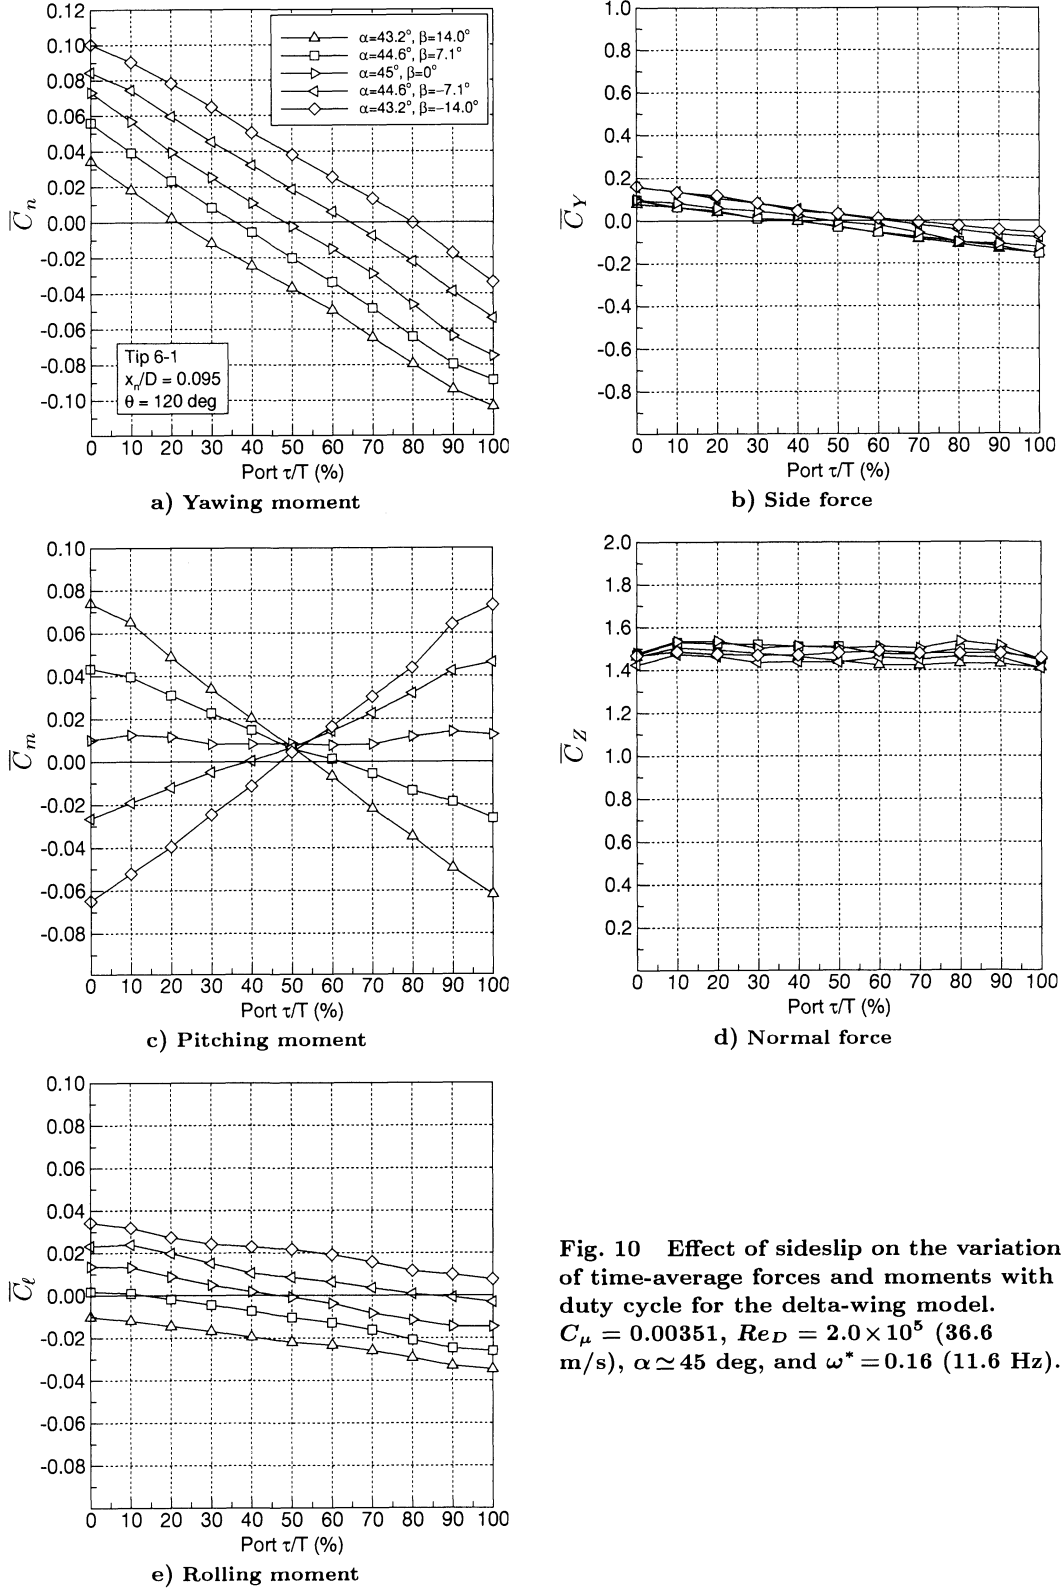 0.12
0.10
0.08
0.06
0.04
0.02
0.00
-0.02
-0.04
-0.06
-0.08
-0.10
C̅n
α=43.2°, β=14.0°
α=44.6°, β=7.1°
α=45°, β=0°
α=44.6°, β=−7.1°
α=43.2°, β=−14.0°
Tip 6-1
xn/D = 0.095
θ = 120 deg
0 10 20 30 40 50 60 70 80 90 100
Port τ/T (%)
a) Yawing moment
1.0
0.8
0.6
0.4
0.2
0.0
-0.2
-0.4
-0.6
-0.8
C̅Y
0 10 20 30 40 50 60 70 80 90 100
Port τ/T (%)
b) Side force
0.10
0.08
0.06
0.04
0.02
0.00
-0.02
-0.04
-0.06
-0.08
C̅m
0 10 20 30 40 50 60 70 80 90 100
Port τ/T (%)
c) Pitching moment
2.0
1.8
1.6
1.4
1.2
1.0
0.8
0.6
0.4
0.2
C̅Z
0 10 20 30 40 50 60 70 80 90 100
Port τ/T (%)
d) Normal force
0.10
0.08
0.06
0.04
0.02
0.00
-0.02
-0.04
-0.06
-0.08
C̅ℓ
0 10 20 30 40 50 60 70 80 90 100
Port τ/T (%)
e) Rolling moment
Fig. 10 Effect of sideslip on the variation
of time-average forces and moments with
duty cycle for the delta-wing model.
Cμ = 0.00351, ReD = 2.0×10⁵ (36.6
m/s), α≃45 deg, and ω*=0.16 (11.6 Hz).